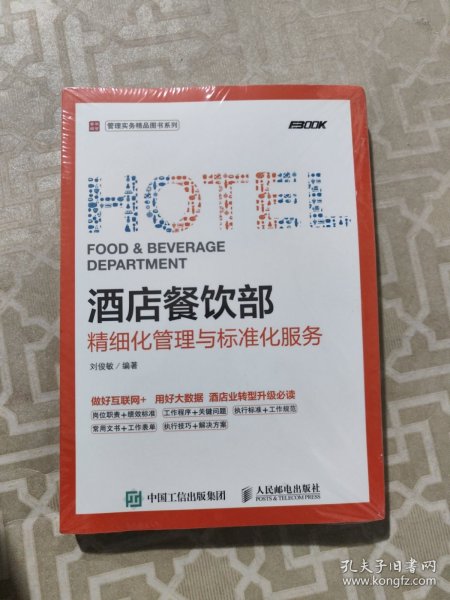 管理实务精品图书系列
FBOOK
HOTEL
FOOD & BEVERAGE
DEPARTMENT
酒店餐饮部
精细化管理与标准化服务
刘俊敏/编著
做好互联网+ 用好大数据 酒店业转型升级必读
岗位职责+绩效标准 工作程序+关键问题 执行标准+工作规范
常用文书+工作表单 执行技巧+解决方案
中国工信出版集团
人民邮电出版社
POSTS & TELECOM PRESS
孔夫子旧书网
www.kongfz.com